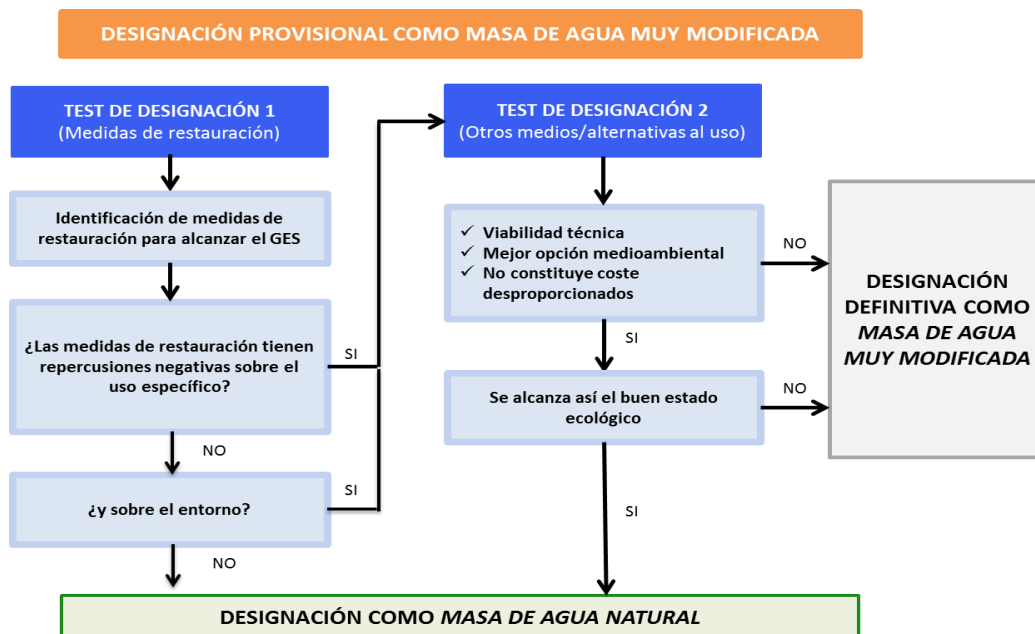 DESIGNACIÓN PROVISIONAL COMO MASA DE AGUA MUY MODIFICADA
TEST DE DESIGNACIÓN 1
(Medidas de restauración)
Identificación de medidas de
restauración para alcanzar el GES
¿Las medidas de restauración tienen
repercusiones negativas sobre el
uso específico?
SI
NO
¿y sobre el entorno?
SI
NO
TEST DE DESIGNACIÓN 2
(Otros medios/alternativas al uso)
✓ Viabilidad técnica
✓ Mejor opción medioambiental
✓ No constituye coste
desproporcionados
NO
SI
Se alcanza así el buen estado
ecológico
NO
SI
DESIGNACIÓN
DEFINITIVA COMO
MASA DE AGUA
MUY MODIFICADA
DESIGNACIÓN COMO MASA DE AGUA NATURAL